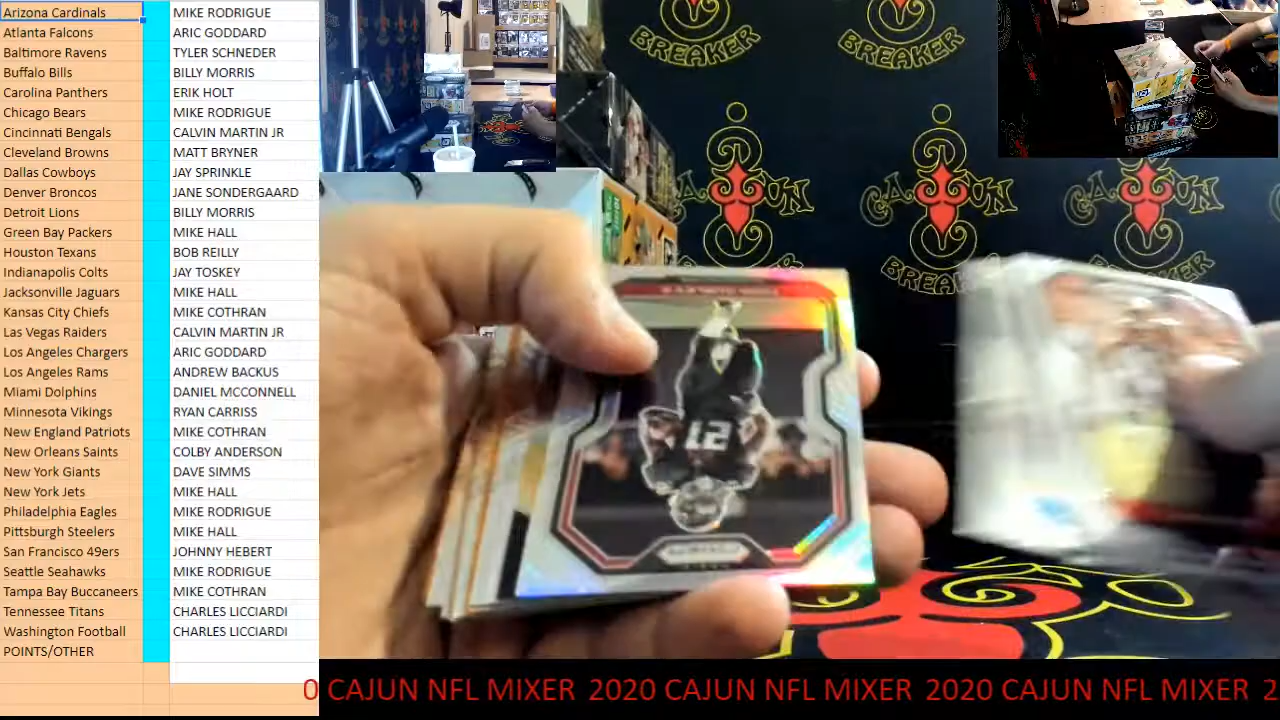 Arizona Cardinals MIKE RODRIGUE
Atlanta Falcons ARIC GODDARD
Baltimore Ravens TYLER SCHNEDER
Buffalo Bills BILLY MORRIS
Carolina Panthers ERIK HOLT
Chicago Bears MIKE RODRIGUE
Cincinnati Bengals CALVIN MARTIN JR
Cleveland Browns MATT BRYNER
Dallas Cowboys JAY SPRINKLE
Denver Broncos JANE SONDERGAARD
Detroit Lions BILLY MORRIS
Green Bay Packers MIKE HALL
Houston Texans BOB REILLY
Indianapolis Colts JAY TOSKEY
Jacksonville Jaguars MIKE HALL
Kansas City Chiefs MIKE COTHRAN
Las Vegas Raiders CALVIN MARTIN JR
Los Angeles Chargers ARIC GODDARD
Los Angeles Rams ANDREW BACKUS
Miami Dolphins DANIEL MCCONNELL
Minnesota Vikings RYAN CARRISS
New England Patriots MIKE COTHRAN
New Orleans Saints COLBY ANDERSON
New York Giants DAVE SIMMS
New York Jets MIKE HALL
Philadelphia Eagles MIKE RODRIGUE
Pittsburgh Steelers MIKE HALL
San Francisco 49ers JOHNNY HEBERT
Seattle Seahawks MIKE RODRIGUE
Tampa Bay Buccaneers MIKE COTHRAN
Tennessee Titans CHARLES LICCIARDI
Washington Football CHARLES LICCIARDI
POINTS/OTHER
BREAKER
BREAKER
CAJUN
CAJUN
BREAKER
BREAKER
0 CAJUN NFL MIXER 2020 CAJUN NFL MIXER 2020 CAJUN NFL MIXER 2